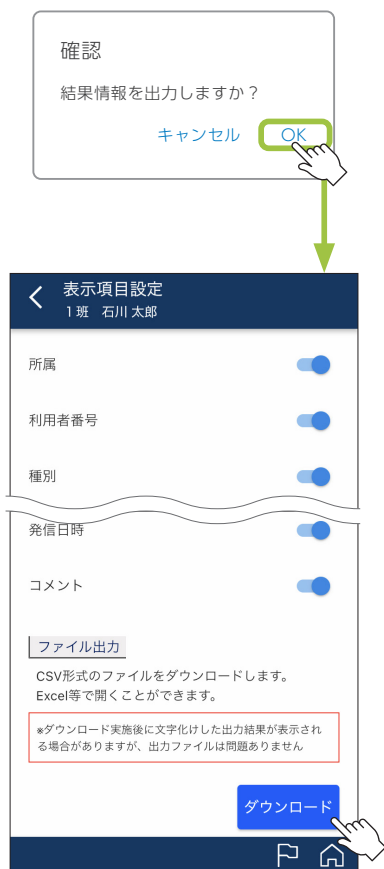 確認
結果情報を出力しますか？
キャンセル OK
表示項目設定
1班 石川 太郎
所属
利用者番号
種別
発信日時
コメント
ファイル出力
CSV形式のファイルをダウンロードします。
Excel等で開くことができます。
※ダウンロード実施後に文字化けした出力結果が表示され
る場合がありますが、出力ファイルは問題ありません
ダウンロード